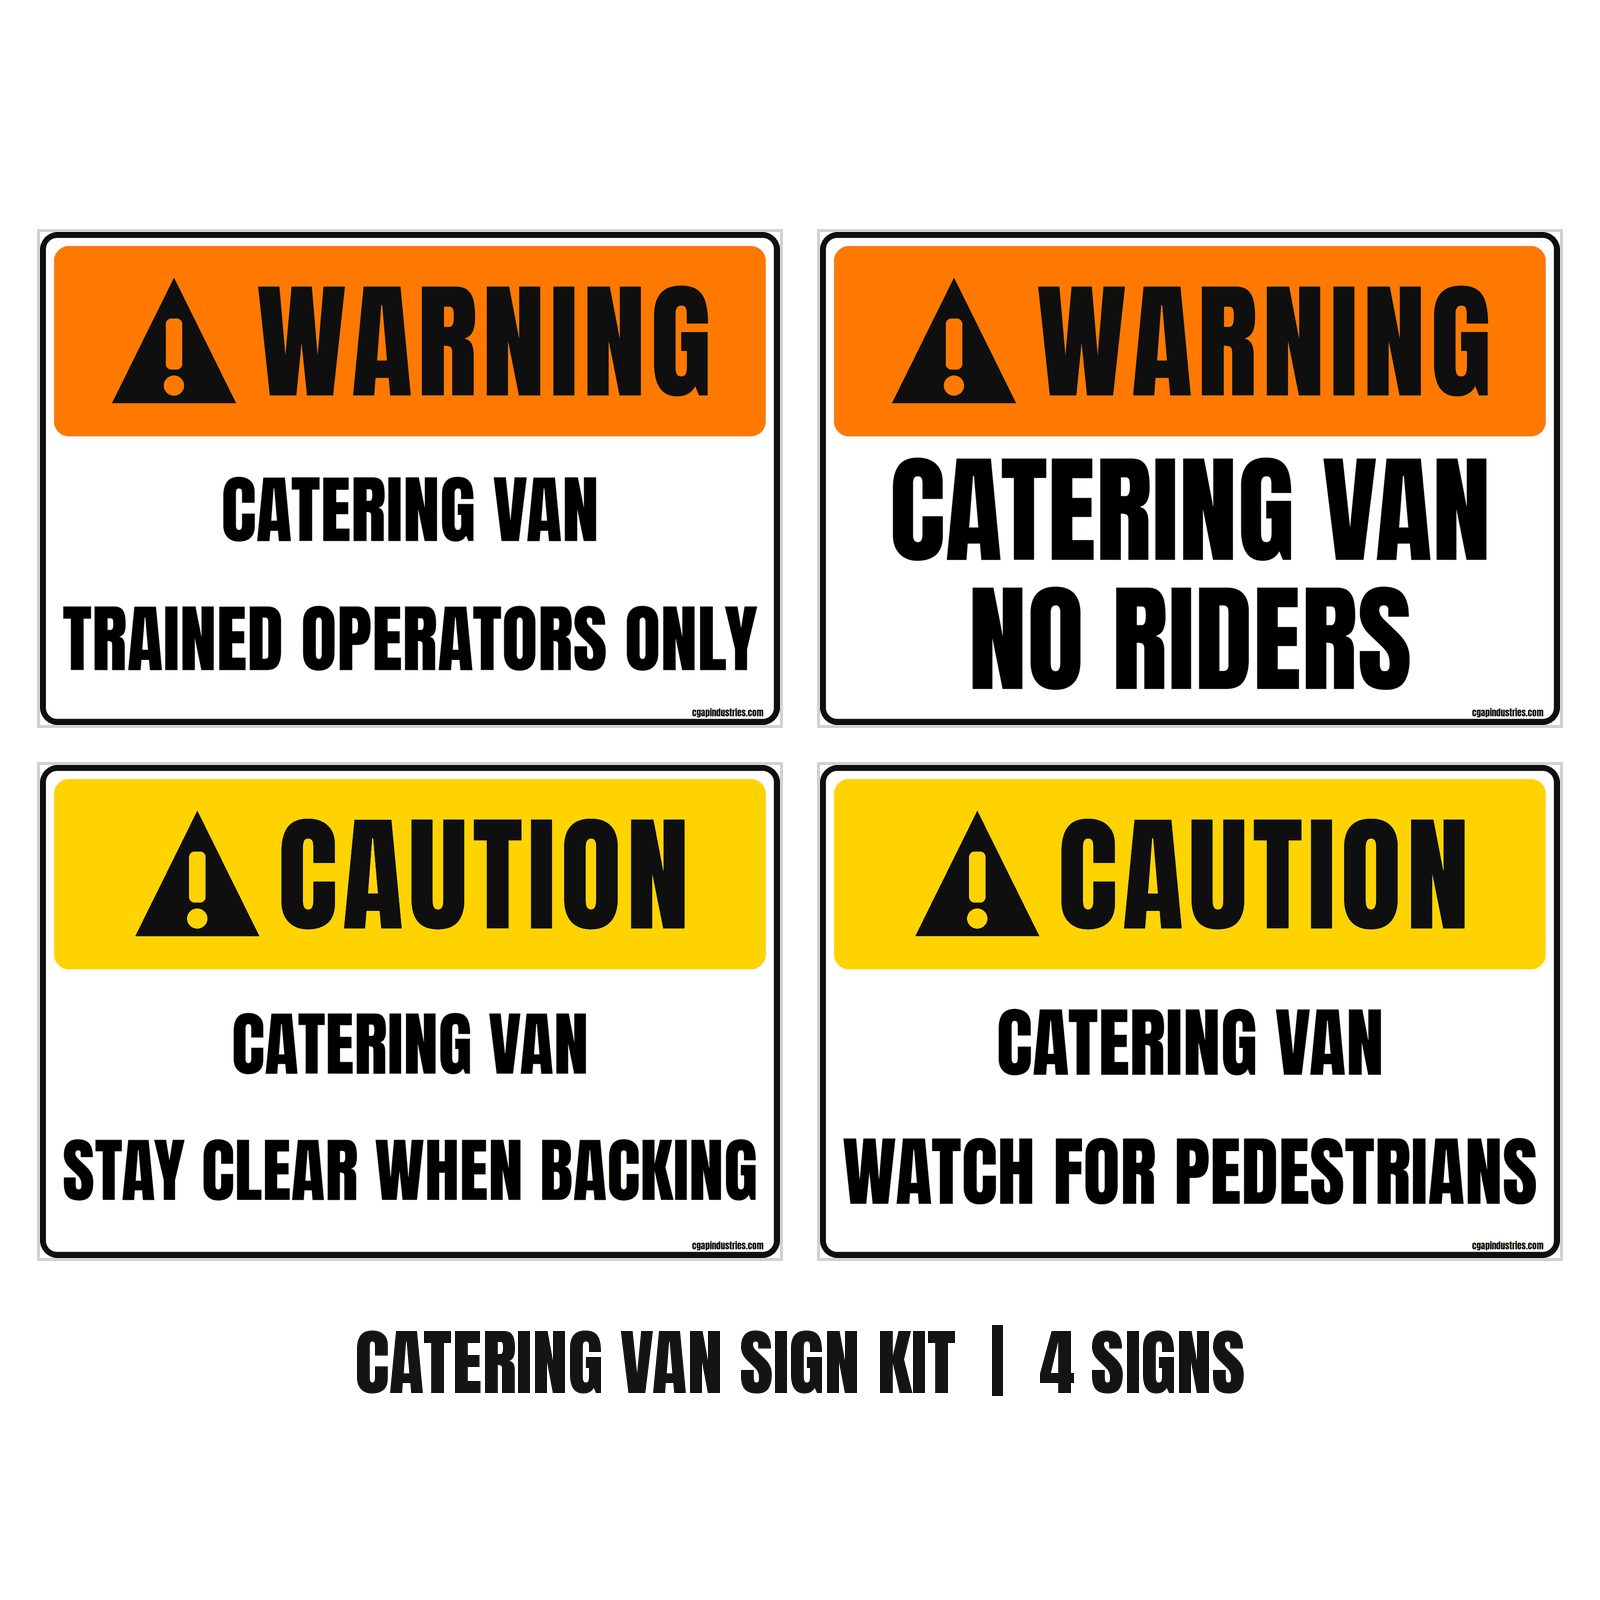 WARNING
CATERING VAN
TRAINED OPERATORS ONLY
cgapindustries.com
WARNING
CATERING VAN
NO RIDERS
cgapindustries.com
CAUTION
CATERING VAN
STAY CLEAR WHEN BACKING
cgapindustries.com
CAUTION
CATERING VAN
WATCH FOR PEDESTRIANS
cgapindustries.com
CATERING VAN SIGN KIT | 4 SIGNS